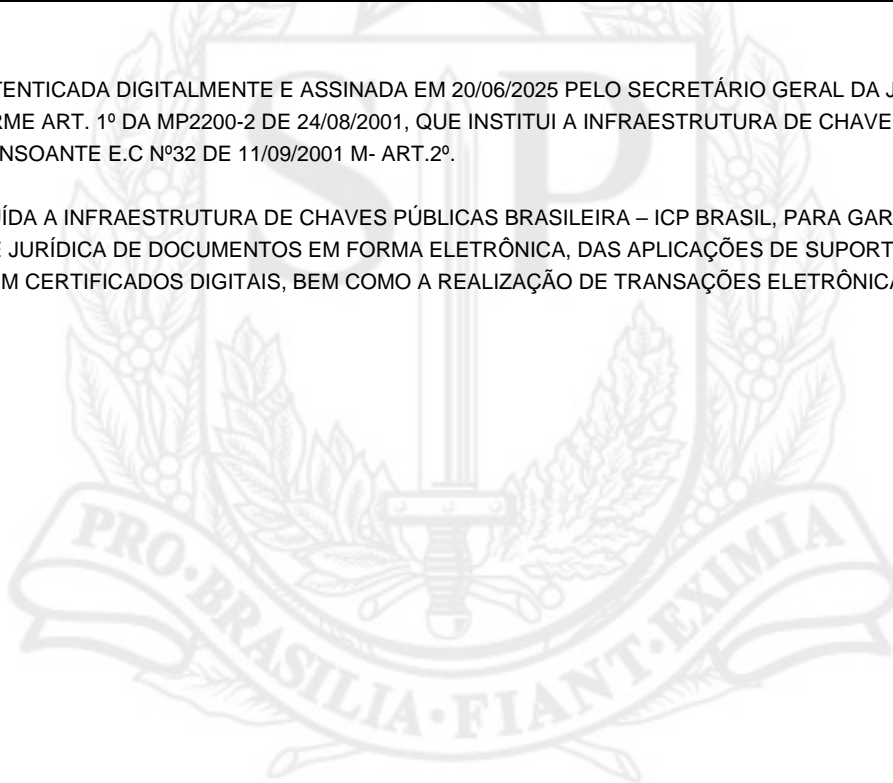 TENTICADA DIGITALMENTE E ASSINADA EM 20/06/2025 PELO SECRETÁRIO GERAL DA J
RME ART. 1º DA MP2200-2 DE 24/08/2001, QUE INSTITUI A INFRAESTRUTURA DE CHAVE
NSOANTE E.C Nº32 DE 11/09/2001 M- ART.2º.
ÍDA A INFRAESTRUTURA DE CHAVES PÚBLICAS BRASILEIRA – ICP BRASIL, PARA GAR
E JURÍDICA DE DOCUMENTOS EM FORMA ELETRÔNICA, DAS APLICAÇÕES DE SUPORT
M CERTIFICADOS DIGITAIS, BEM COMO A REALIZAÇÃO DE TRANSAÇÕES ELETRÔNICA
SP
PRO·BRASILIA·FIANT·EXIMIA